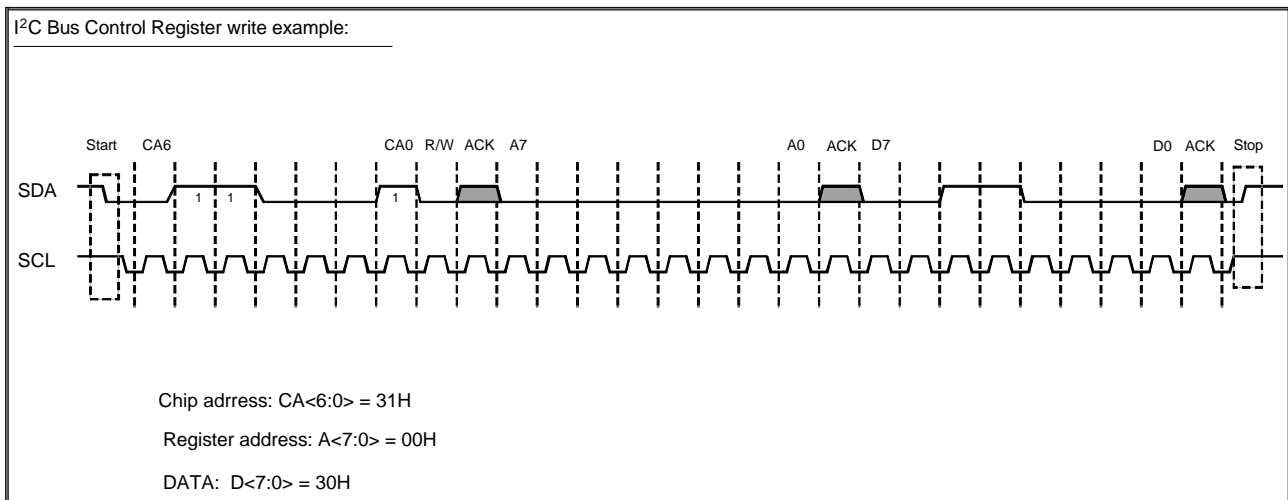 I²C Bus Control Register write example:
Start CA6 CA0 R/W ACK A7 A0 ACK D7 D0 ACK Stop
SDA 1 1 1
SCL
Chip adrress: CA<6:0> = 31H
Register address: A<7:0> = 00H
DATA: D<7:0> = 30H